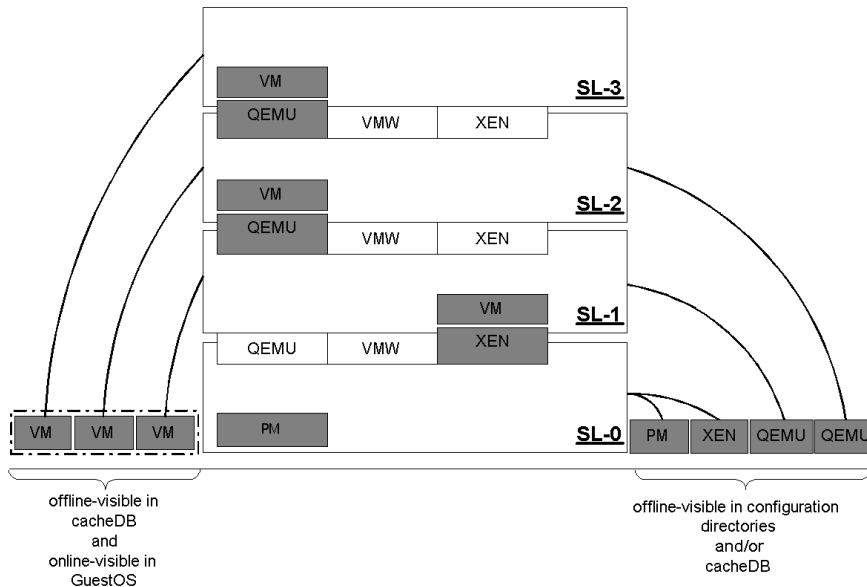 VM
SL-3
QEMU VMW XEN
VM
SL-2
QEMU VMW XEN
VM
SL-1
QEMU VMW XEN
PM
SL-0
VM VM VM
PM XEN QEMU QEMU
offline-visible in
cacheDB
and
online-visible in
GuestOS
offline-visible in configuration
directories
and/or
cacheDB